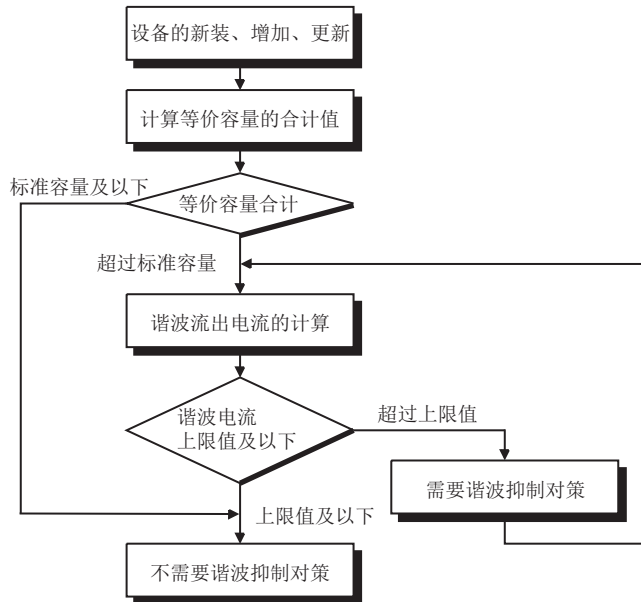 设备的新装、增加、更新
计算等价容量的合计值
标准容量及以下
等价容量合计
超过标准容量
谐波流出电流的计算
谐波电流
上限值及以下
超过上限值
需要谐波抑制对策
上限值及以下
不需要谐波抑制对策